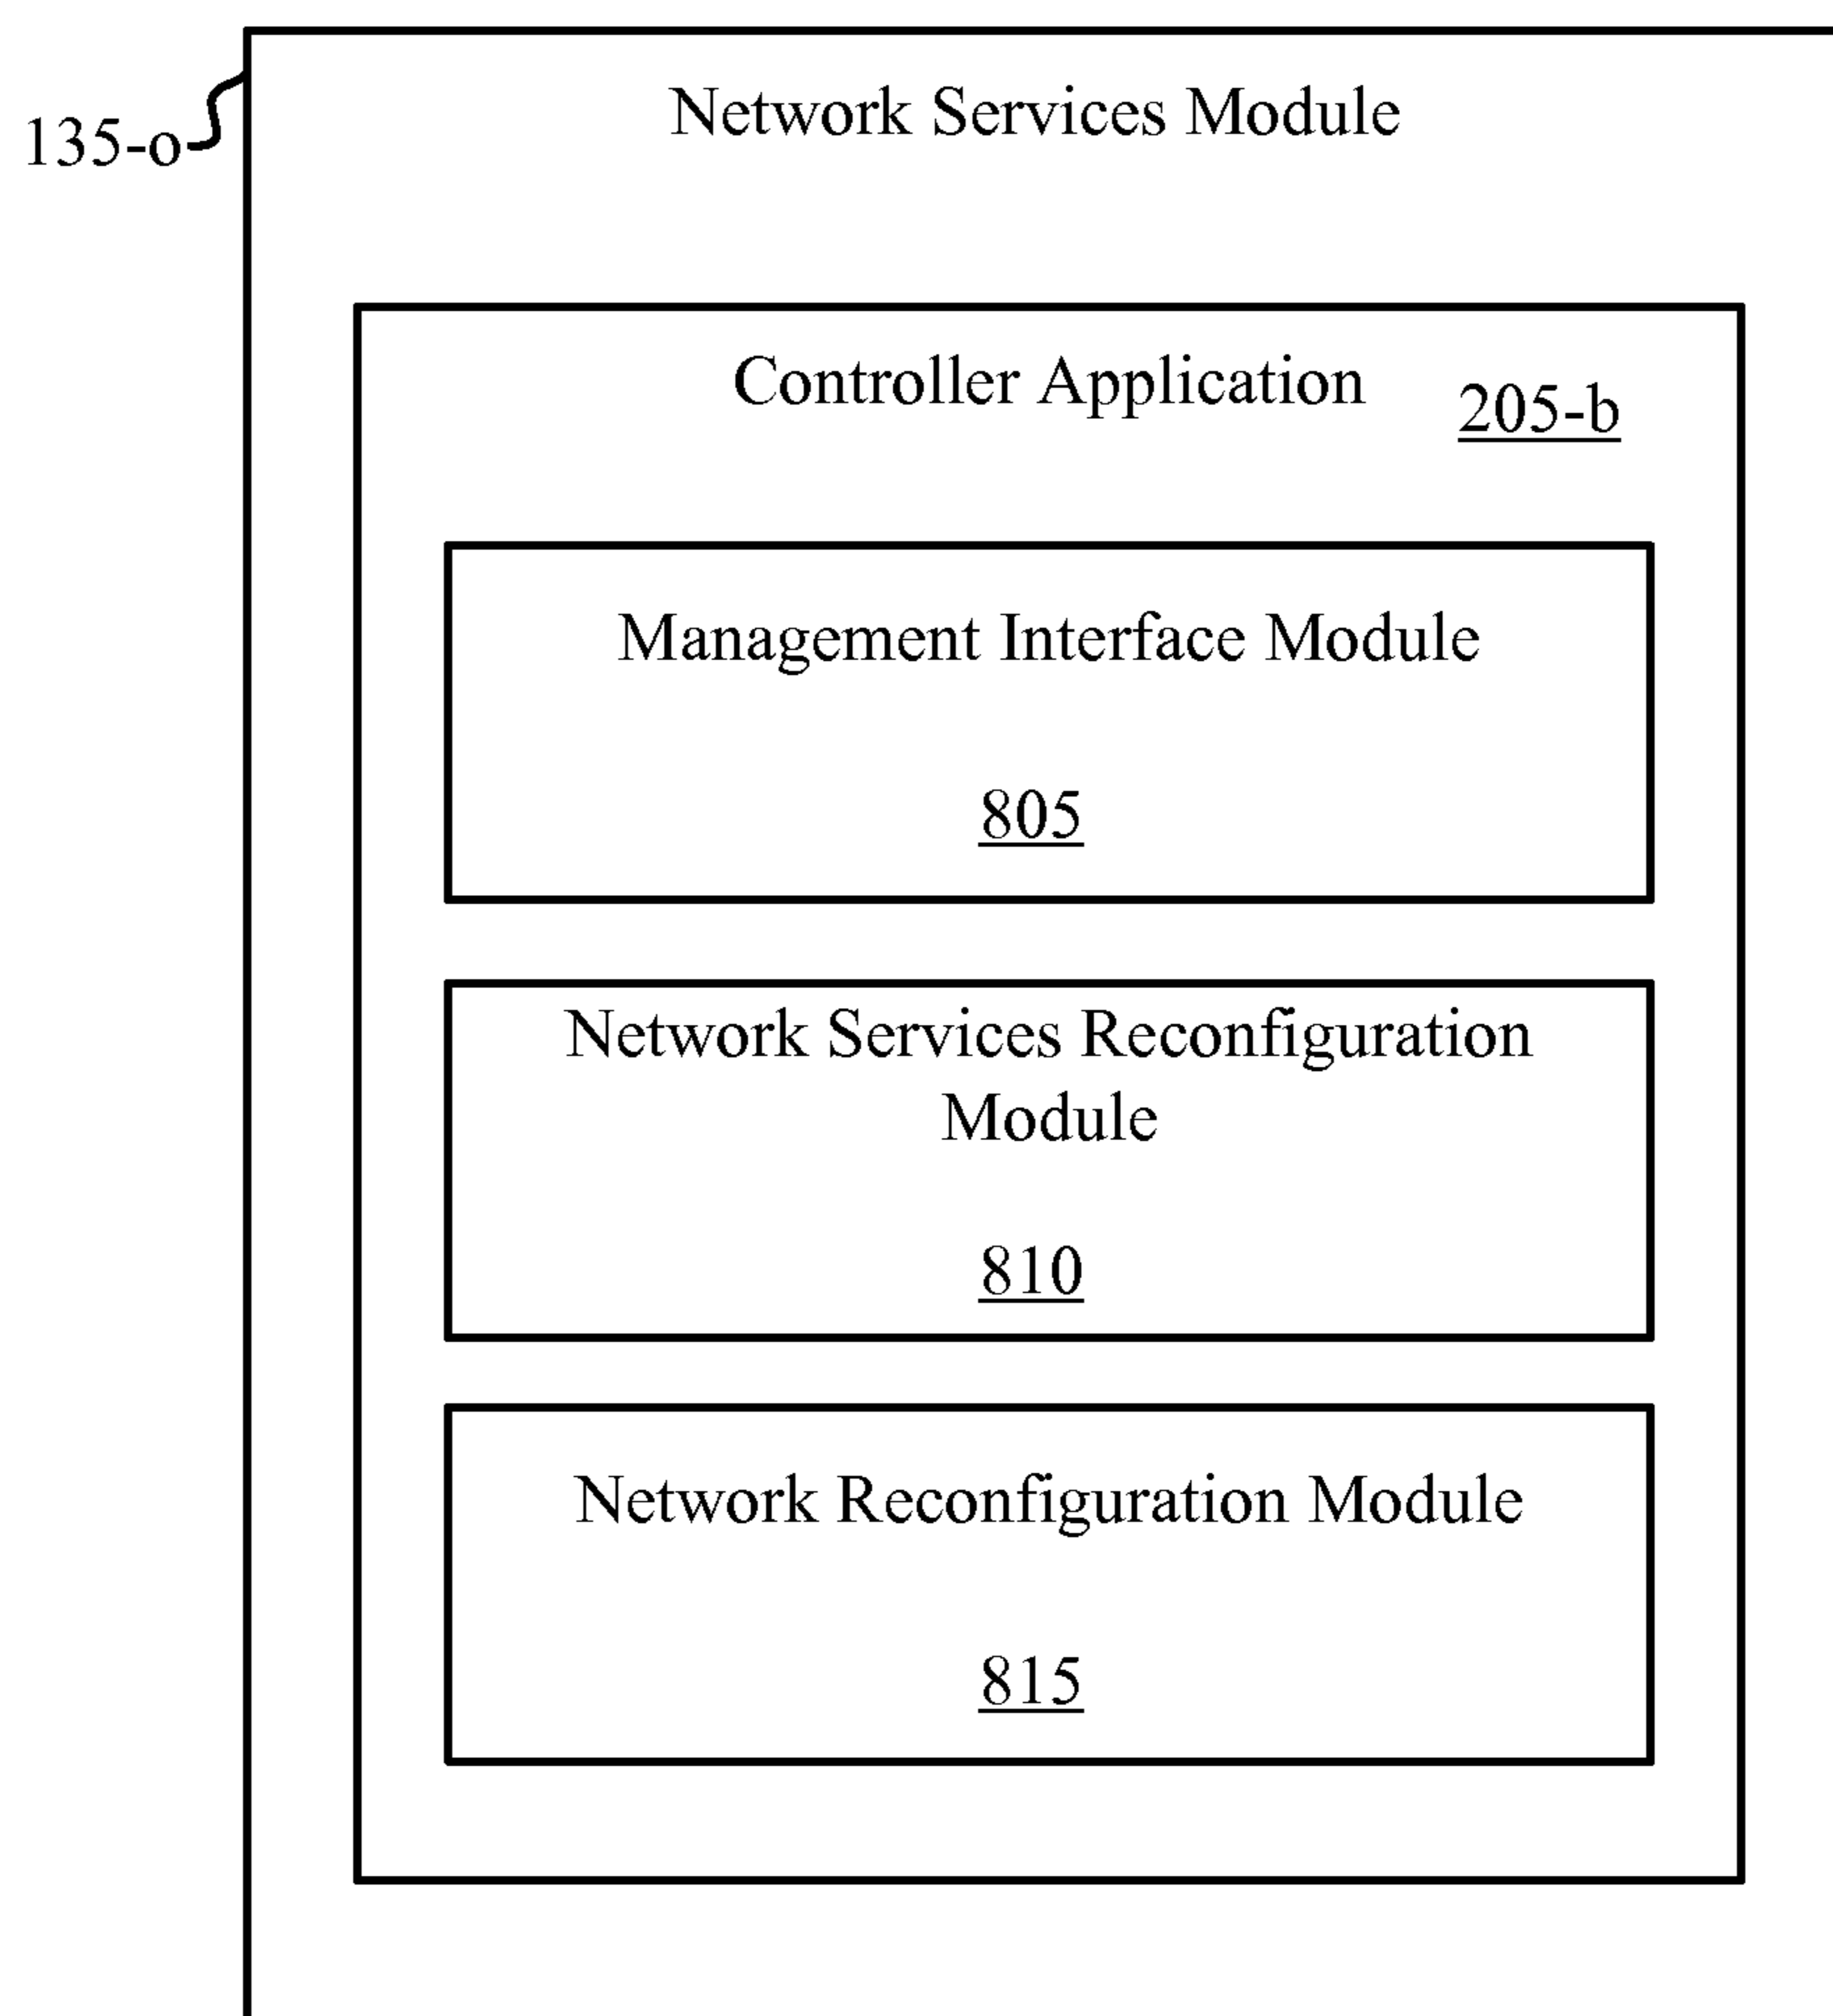 Network Services Module
135-o
Controller Application
205-b
Management Interface Module
805
Network Services Reconfiguration
Module
810
Network Reconfiguration Module
815